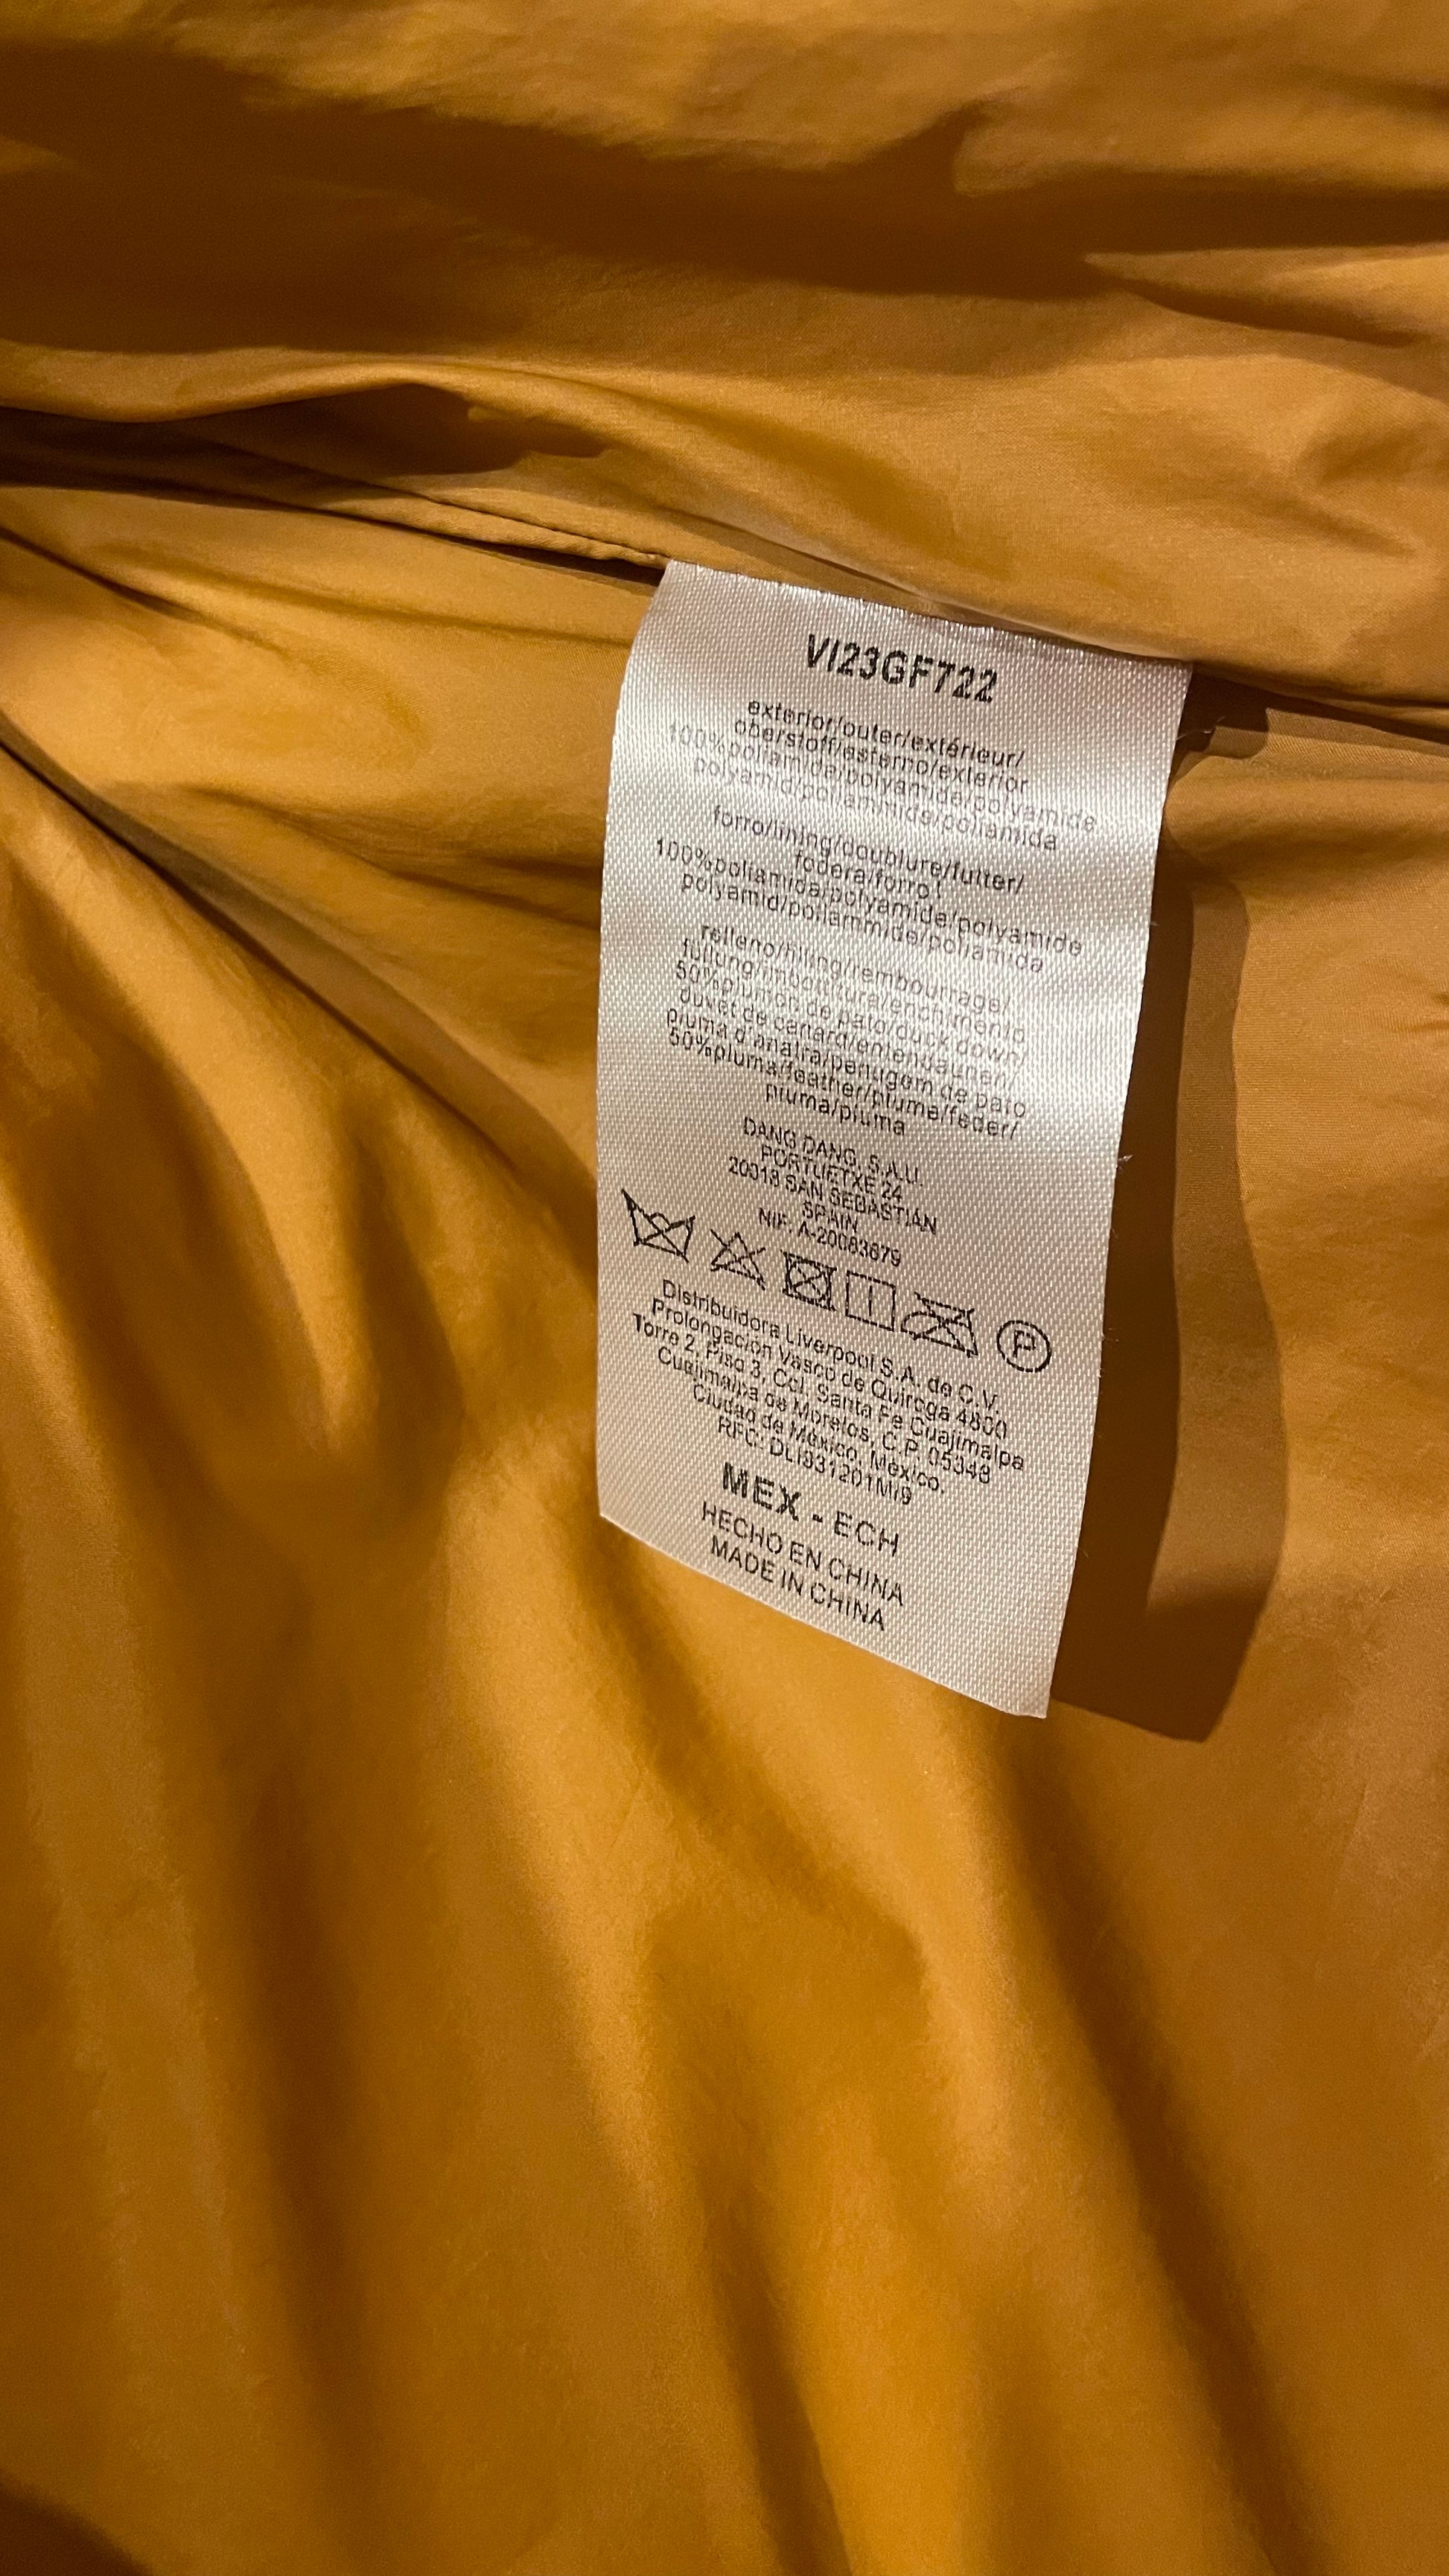 VI23GF722
exterior/outer/extérieur/
oberstoff/esterno/exterior
100%poliamida/polyamide/polyamide
polyamid/poliammide/poliamida
forro/lining/doublure/futter/
fodera/forro
100%poliamida/polyamide/polyamide
polyamid/poliammide/poliamida
relleno/filling/rembourrage/
füllung/imbottitura/enchimento
50%plumón de pato/duck down/
duvet de canard/entendaunen/
piuma d'anatra/penugem de pato
50%pluma/feather/plume/feder/
piuma/pluma
DANG DANG, S.A.U.
PORTUETXE 24
20018 SAN SEBASTIÁN
SPAIN
NIF. A-20083879
P
Distribuidora Liverpool S.A. de C.V.
Prolongación Vasco de Quiroga 4800
Torre 2, Piso 3, Col. Santa Fe Cuajimalpa
Cuajimalpa de Morelos, C.P. 05348
Ciudad de México, México.
RFC: DLI931201MI9
MEX - ECH
HECHO EN CHINA
MADE IN CHINA